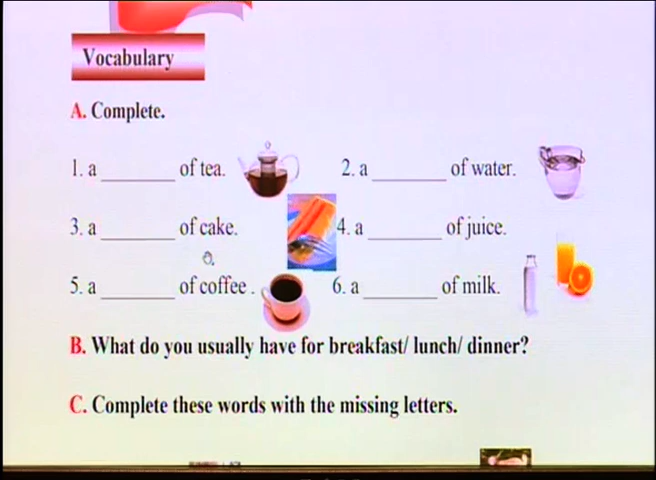 Vocabulary
A. Complete.
1. a _______ of tea.
2. a _______ of water.
3. a _______ of cake.
4. a _______ of juice.
5. a _______ of coffee .
6. a _______ of milk.
B. What do you usually have for breakfast/ lunch/ dinner?
C. Complete these words with the missing letters.